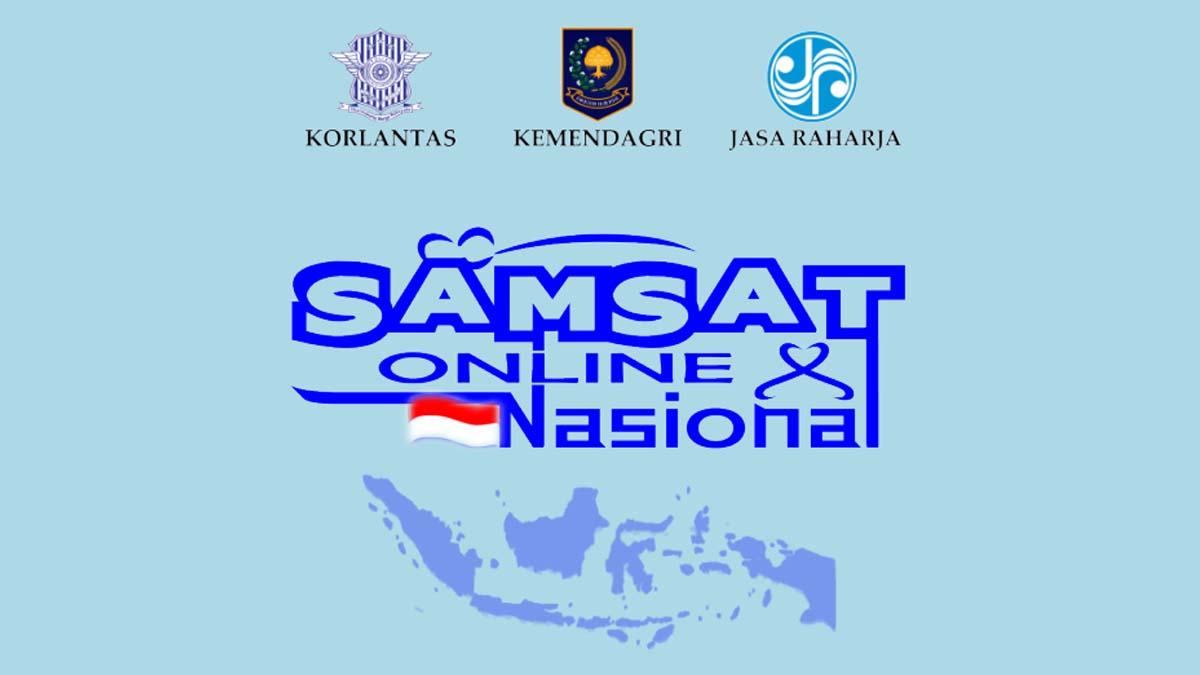 KORLANTAS
KEMENDAGRI
JASA RAHARJA
SAMSAT
ONLINE
Nasional